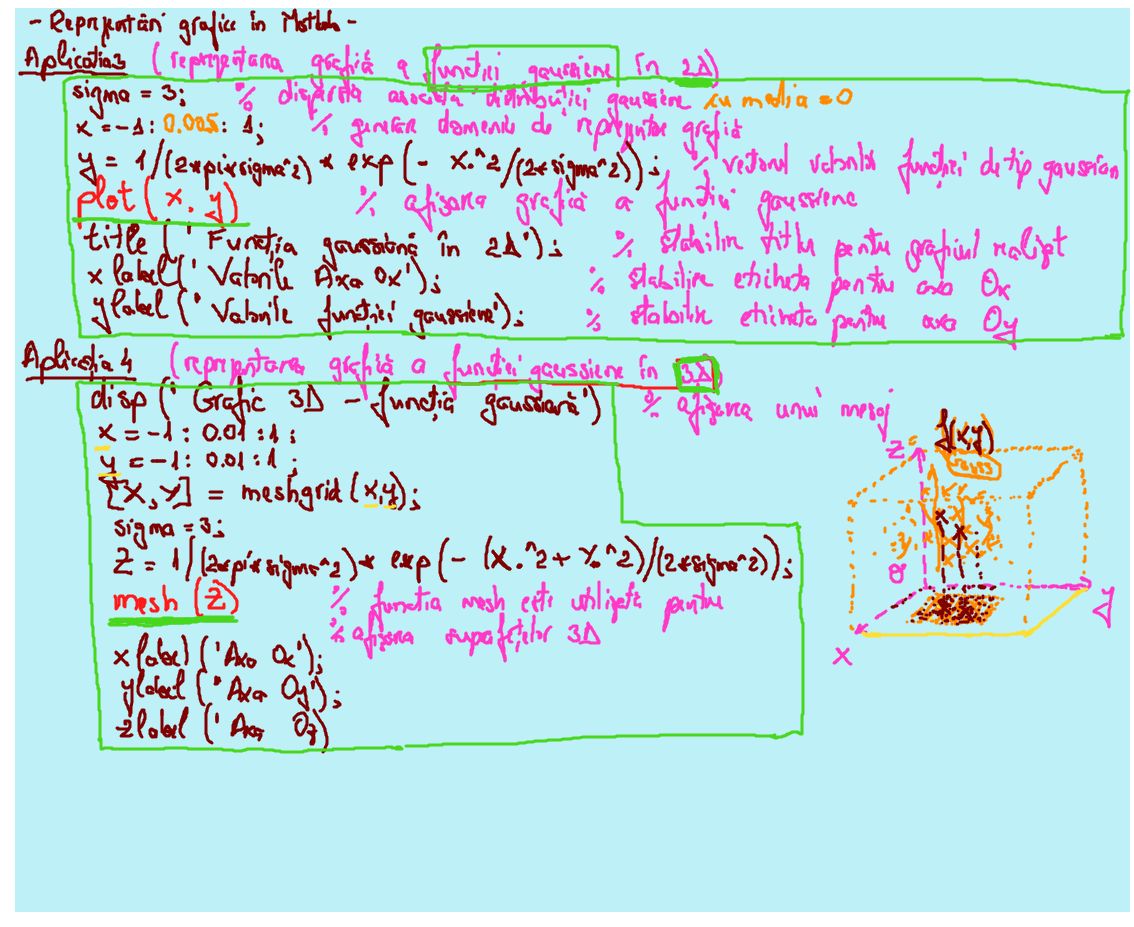 - Reprezentări grafice în Matlab -
Aplicatia 3 (reprezentarea grafică a funcției gaussiene în 2D)
sigma = 3; % dispersia asociată distribuției gaussiene cu media = 0
x = -1 : 0.005 : 1; % generare domeniu de reprezentare grafică
y = 1/(2*pi*sigma^2) * exp(- x.^2/(2*sigma^2)); % vectorul valorilor funcției de tip gaussian
plot(x, y) % afișarea grafică a funcției gaussiene
title (' Funcția gaussiană în 2D'); % stabilire titlu pentru graficul realizat
xlabel(' Valorile Axa Ox'); % stabilire eticheta pentru axa Ox
ylabel (' Valorile funcției gaussiene'); % stabilire eticheta pentru axa Oy
Aplicația 4 (reprezentarea grafică a funcției gaussiene în 3D)
disp (' Grafic 3D - funcția gaussiană') % afișarea unui mesaj
x = -1 : 0.01 : 1 ;
y = -1 : 0.01 : 1 ;
[X, Y] = meshgrid (x,y);
sigma = 3;
Z = 1/(2*pi*sigma^2)* exp(- (X.^2 + Y.^2)/(2*sigma^2));
mesh (Z) % functia mesh este utilizată pentru
% afișarea suprafețelor 3D
xlabel ('Axa Ox');
ylabel ('Axa Oy');
zlabel ('Axa Oz)
f(x,y)
z
O
y
x